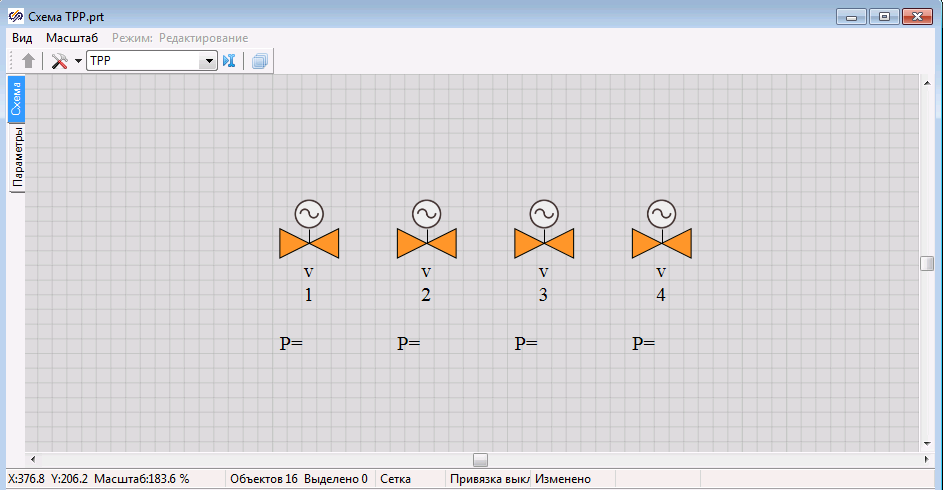 Схема TPP.prt
Вид Масштаб Режим: Редактирование
TPP
Схема
Параметры
v v v v
1 2 3 4
P= P= P= P=
X:376.8 Y:206.2 Масштаб:183.6 % Объектов 16 Выделено 0 Сетка Привязка выкл Изменено